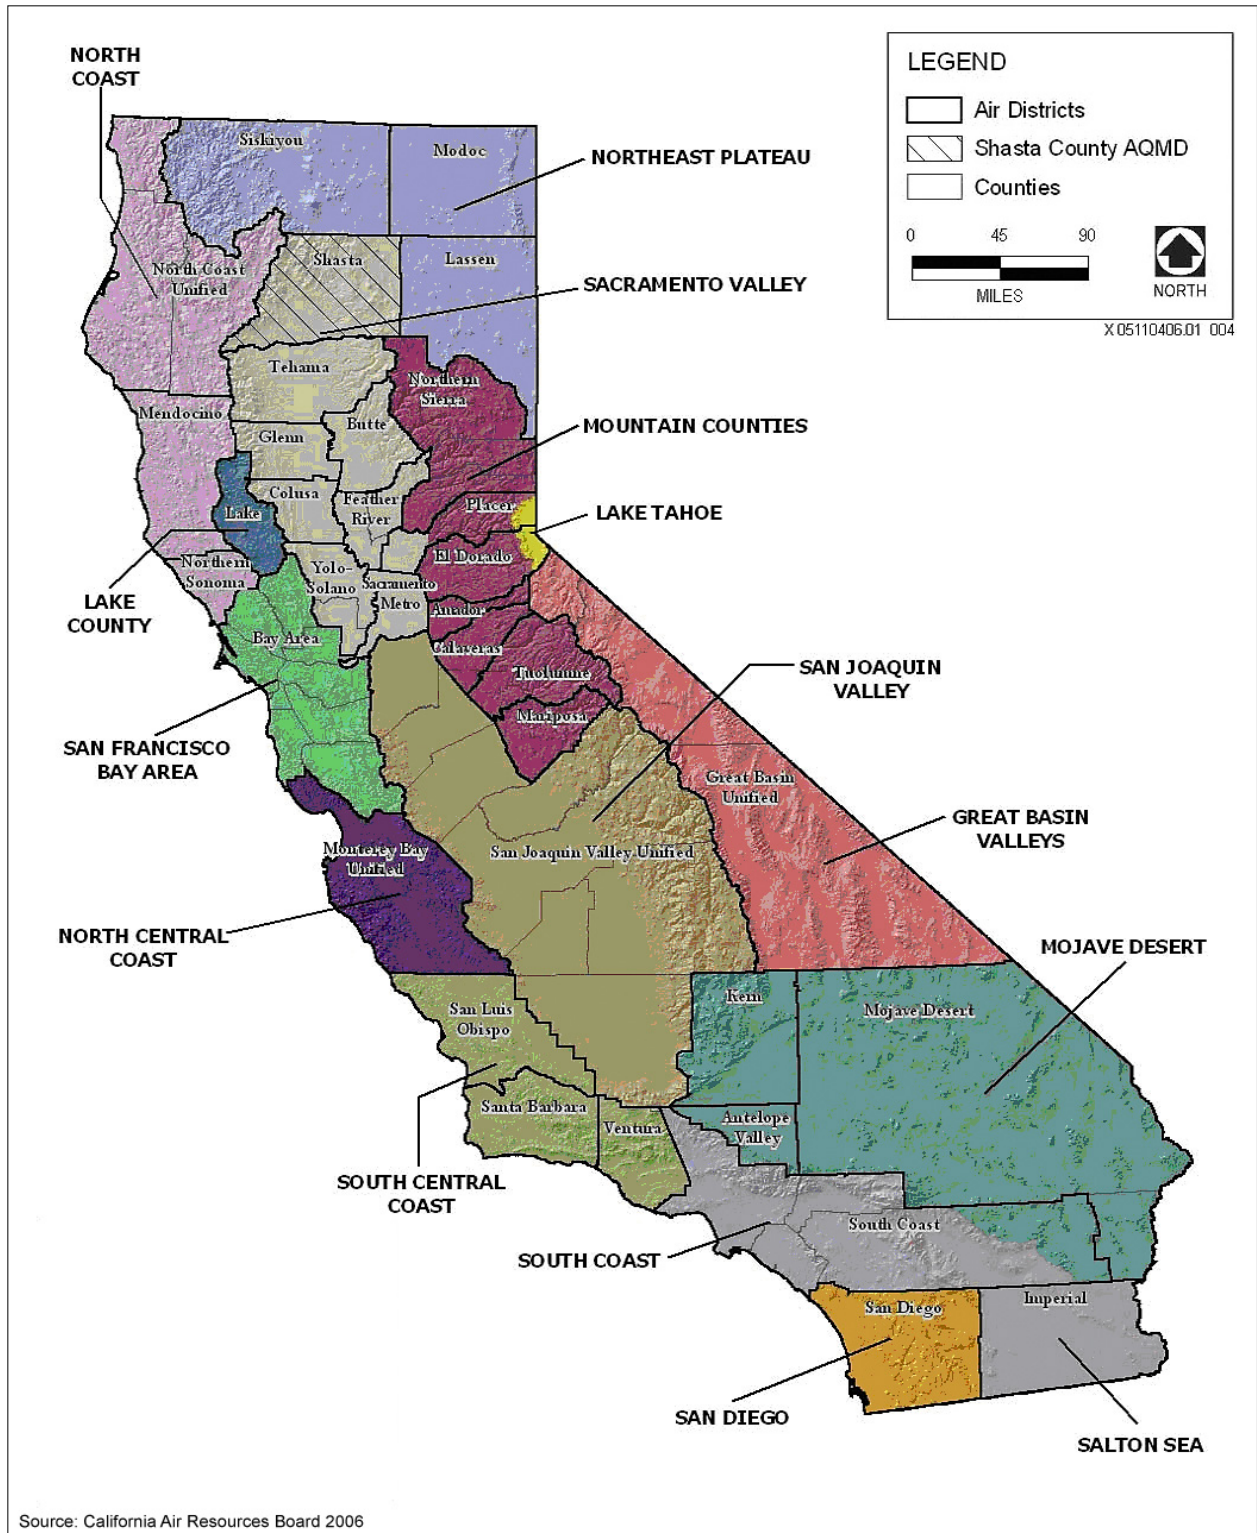 NORTH
COAST
LEGEND
Air Districts
Shasta County AQMD
Counties
0 45 90
MILES
NORTH
X 05110406.01 004
Siskiyou
Modoc
NORTHEAST PLATEAU
North Coast
Unified
Shasta
Lassen
SACRAMENTO VALLEY
Tehama
Northern
Sierra
Mendocino
Butte
Glenn
MOUNTAIN COUNTIES
Colusa
Feather
River
Placer
Lake
LAKE TAHOE
El Dorado
Northern
Sonoma
Yolo-
Solano
Sacramento
Metro
LAKE
COUNTY
Amador
Bay Area
Calaveras
Tuolumne
SAN JOAQUIN
VALLEY
Mariposa
SAN FRANCISCO
BAY AREA
Great Basin
Unified
GREAT BASIN
VALLEYS
Monterey Bay
Unified
San Joaquin Valley Unified
NORTH CENTRAL
COAST
MOJAVE DESERT
Kern
Mojave Desert
San Luis
Obispo
Santa Barbara
Ventura
Antelope
Valley
SOUTH CENTRAL
COAST
South Coast
SOUTH COAST
San Diego
Imperial
SAN DIEGO
SALTON SEA
Source: California Air Resources Board 2006